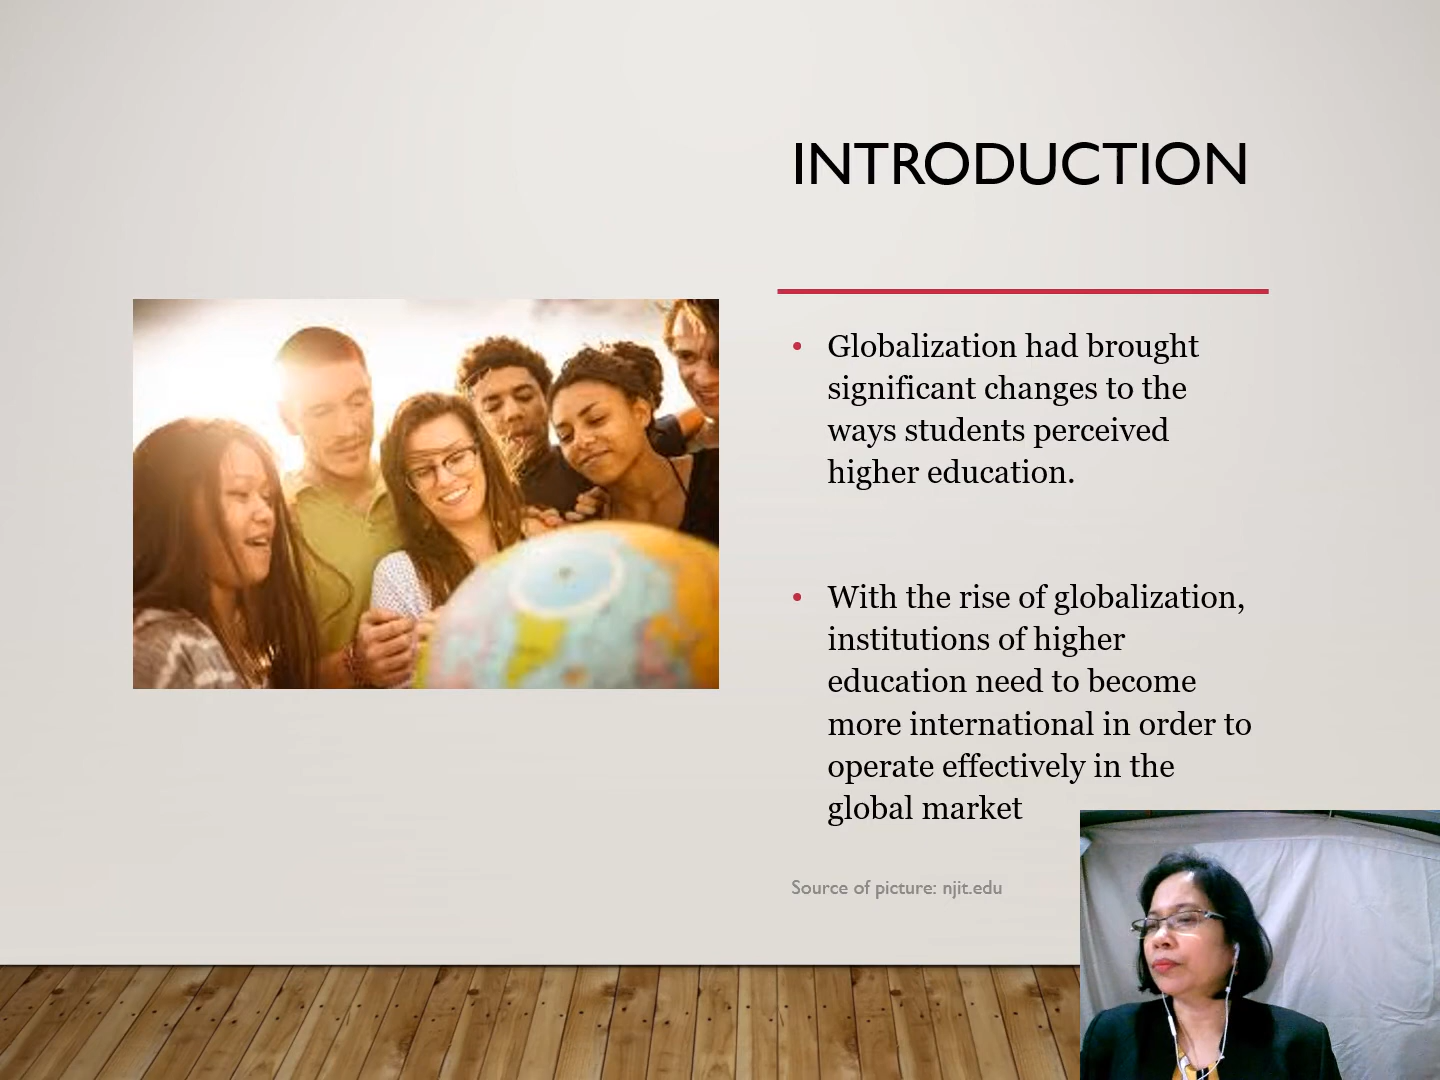 INTRODUCTION
• Globalization had brought
significant changes to the
ways students perceived
higher education.
• With the rise of globalization,
institutions of higher
education need to become
more international in order to
operate effectively in the
global market
Source of picture: njit.edu